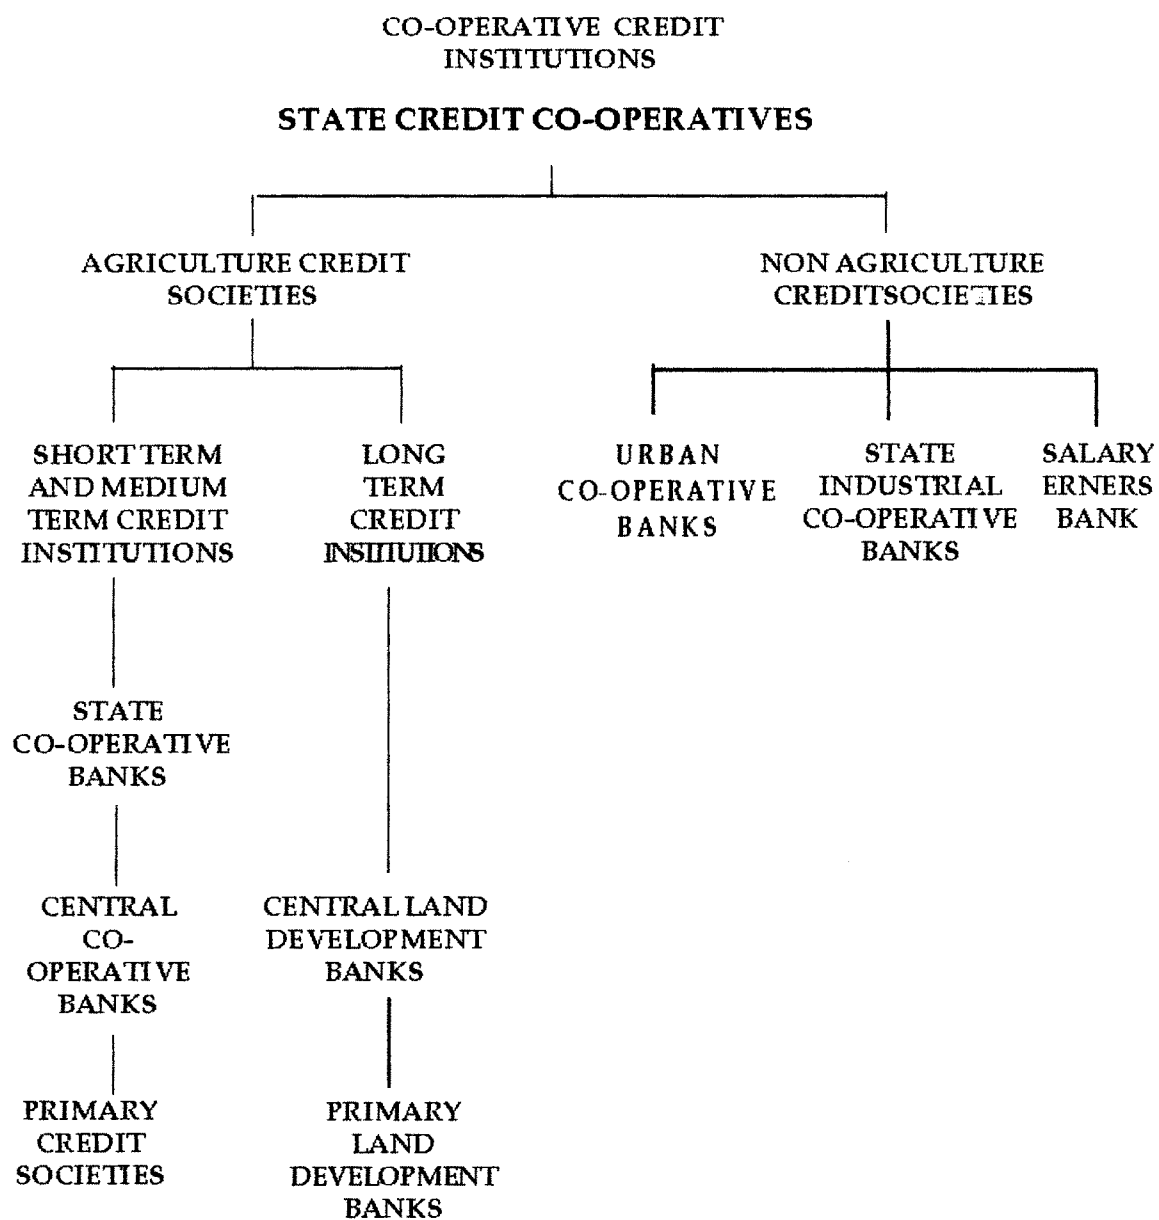 CO-OPERATIVE CREDIT
INSTITUTIONS
STATE CREDIT CO-OPERATIVES
AGRICULTURE CREDIT
SOCIETIES
NON AGRICULTURE
CREDITSOCIETIES
SHORT TERM
AND MEDIUM
TERM CREDIT
INSTITUTIONS
LONG
TERM
CREDIT
INSTITUTIONS
URBAN
CO-OPERATIVE
BANKS
STATE
INDUSTRIAL
CO-OPERATIVE
BANKS
SALARY
ERNERS
BANK
STATE
CO-OPERATIVE
BANKS
CENTRAL
CO-
OPERATIVE
BANKS
CENTRAL LAND
DEVELOPMENT
BANKS
PRIMARY
CREDIT
SOCIETIES
PRIMARY
LAND
DEVELOPMENT
BANKS